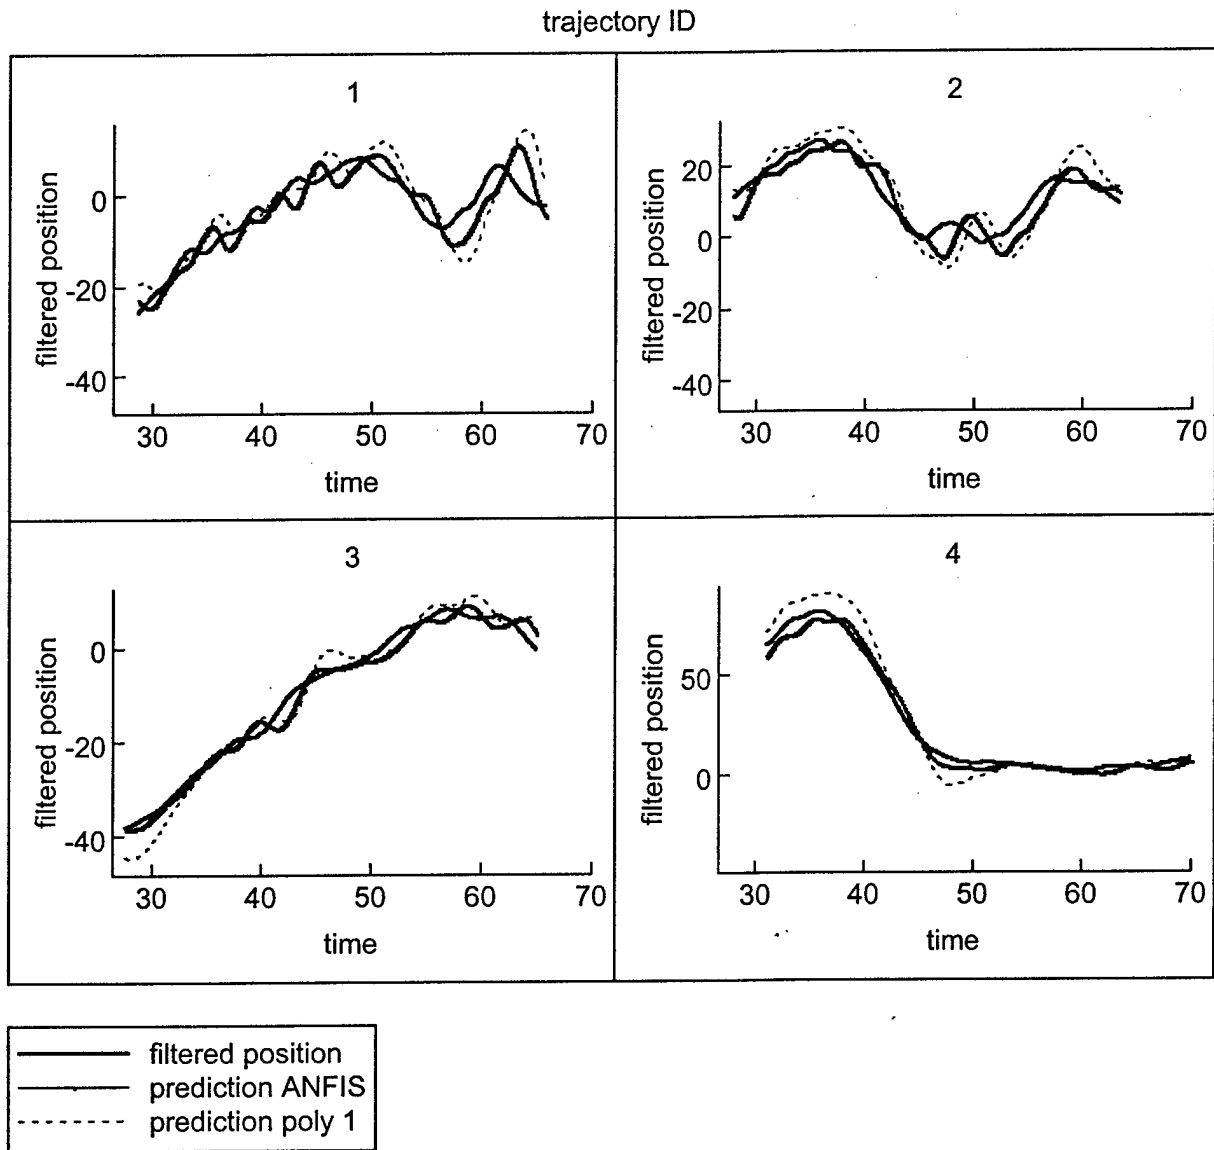 trajectory ID
1
filtered position
0
-20
-40
30 40 50 60 70
time
2
filtered position
20
0
-20
-40
30 40 50 60 70
time
3
filtered position
0
-20
-40
30 40 50 60 70
time
4
filtered position
50
0
30 40 50 60 70
time
filtered position
prediction ANFIS
prediction poly 1